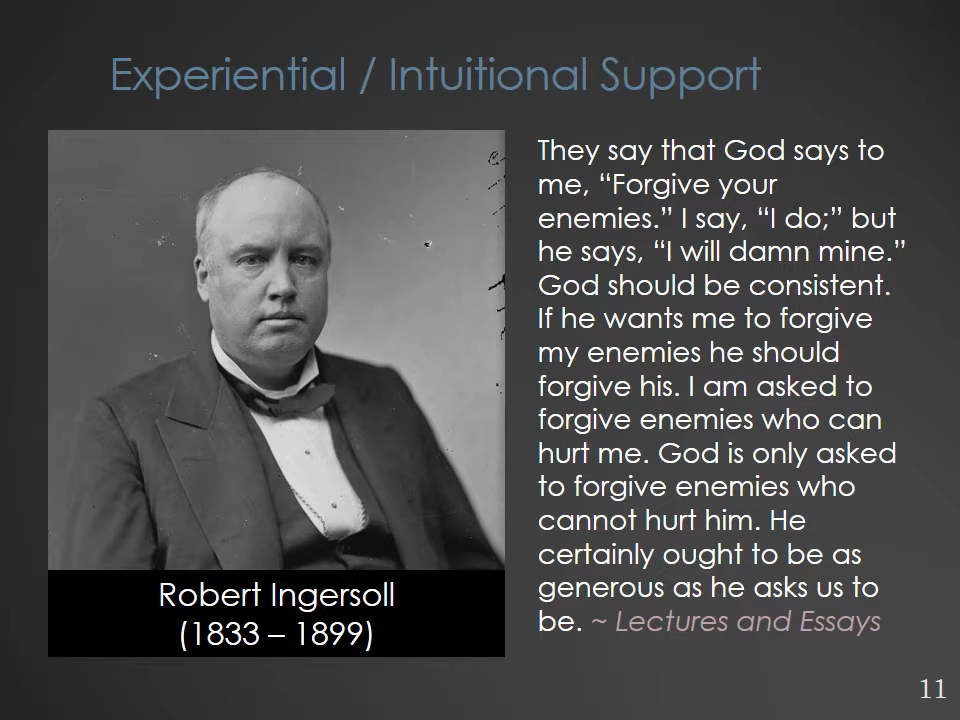 Experiential / Intuitional Support
They say that God says to
me, “Forgive your
enemies.” I say, “I do;” but
he says, “I will damn mine.”
God should be consistent.
If he wants me to forgive
my enemies he should
forgive his. I am asked to
forgive enemies who can
hurt me. God is only asked
to forgive enemies who
cannot hurt him. He
certainly ought to be as
generous as he asks us to
be. ~ Lectures and Essays
Robert Ingersoll
(1833 – 1899)
11